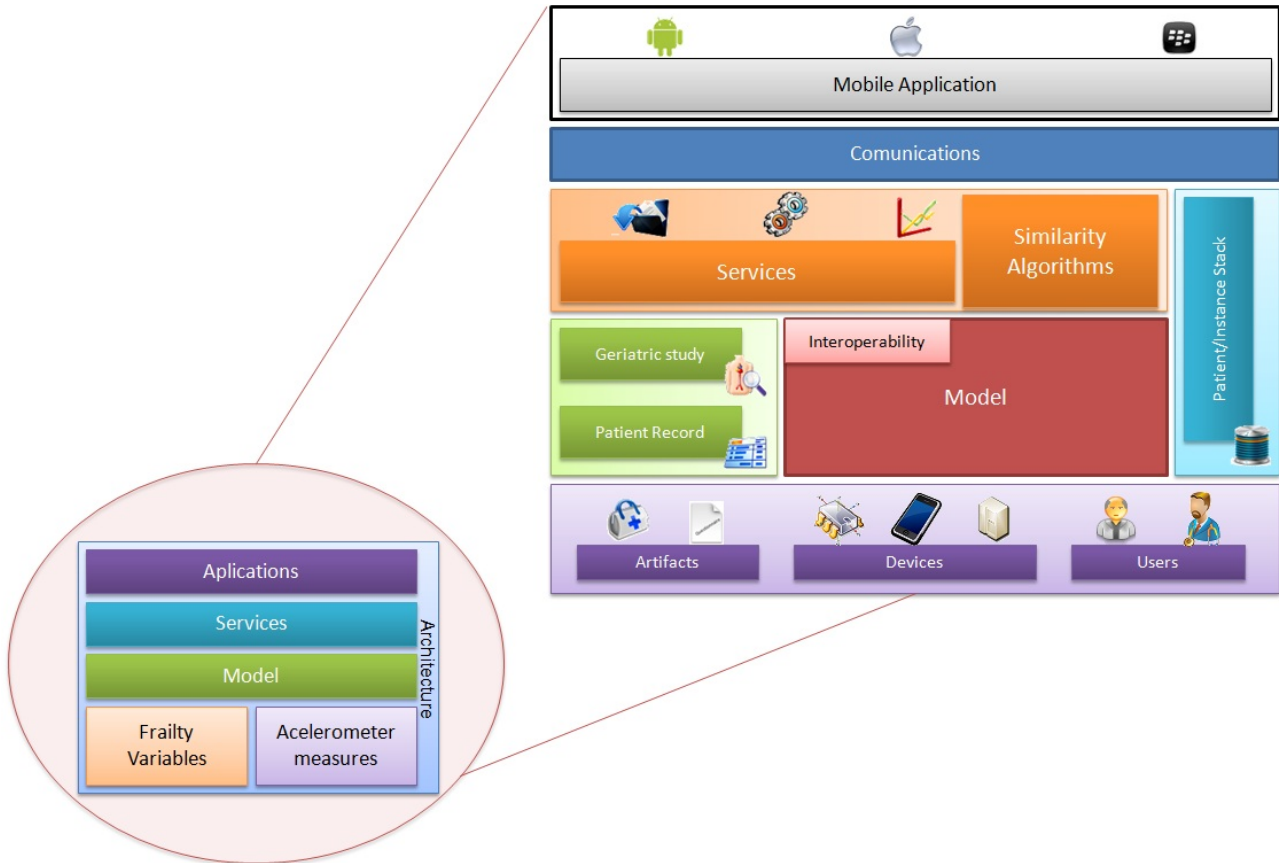 Mobile Application
Comunications
Services
Similarity
Algorithms
Patient/Instance Stack
Geriatric study
Patient Record
Interoperability
Model
Artifacts
Devices
Users
Aplications
Services
Model
Frailty
Variables
Acelerometer
measures
Architecture